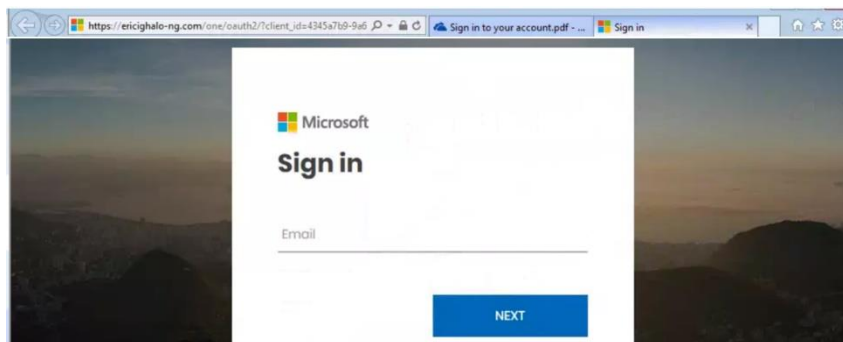 https://ericighalo-ng.com/one/oauth2/?client_id=4345a7b9-9a6
Sign in to your account.pdf - ...
Sign in
Microsoft
Sign in
Email
NEXT